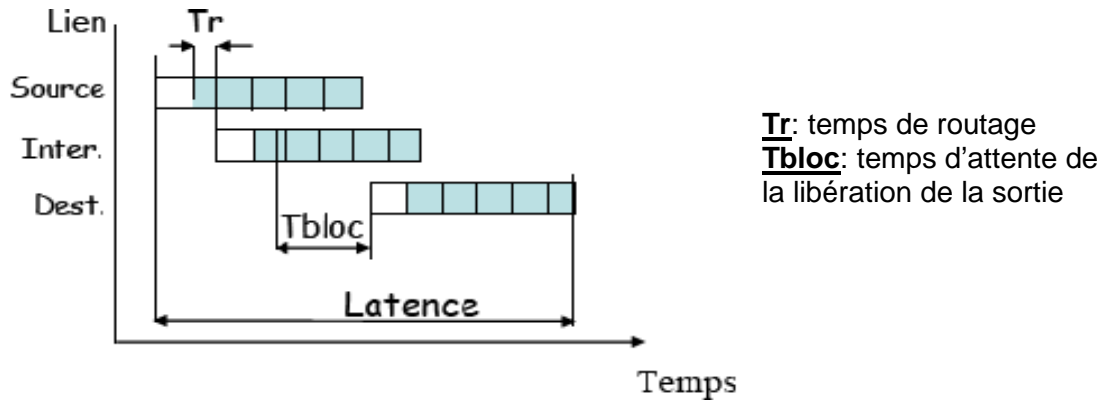 Lien
Tr
Source
Inter.
Dest.
Tbloc
Latence
Temps
Tr: temps de routage
Tbloc: temps d'attente de
la libération de la sortie